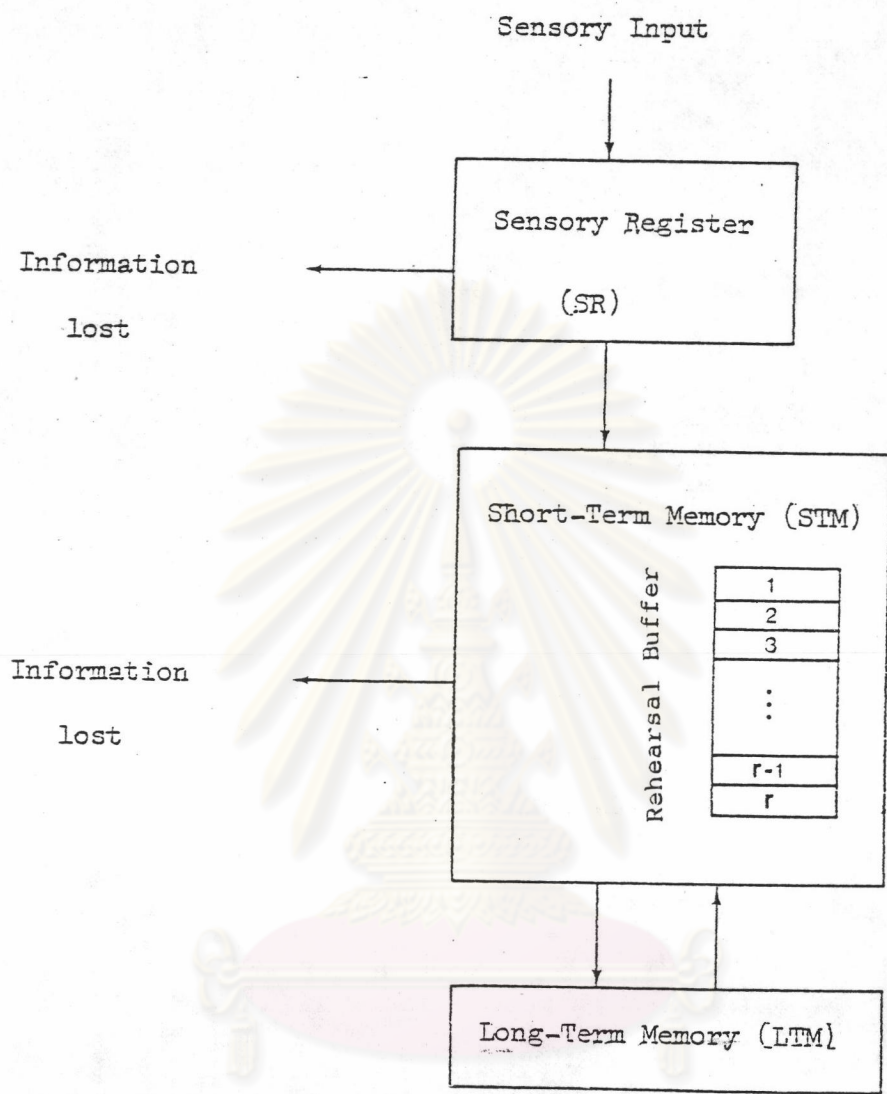 Sensory Input
Sensory Register
(SR)
Information
lost
Short-Term Memory (STM)
Rehearsal Buffer
1
2
3
⋮
r-1
r
Information
lost
Long-Term Memory (LTM)